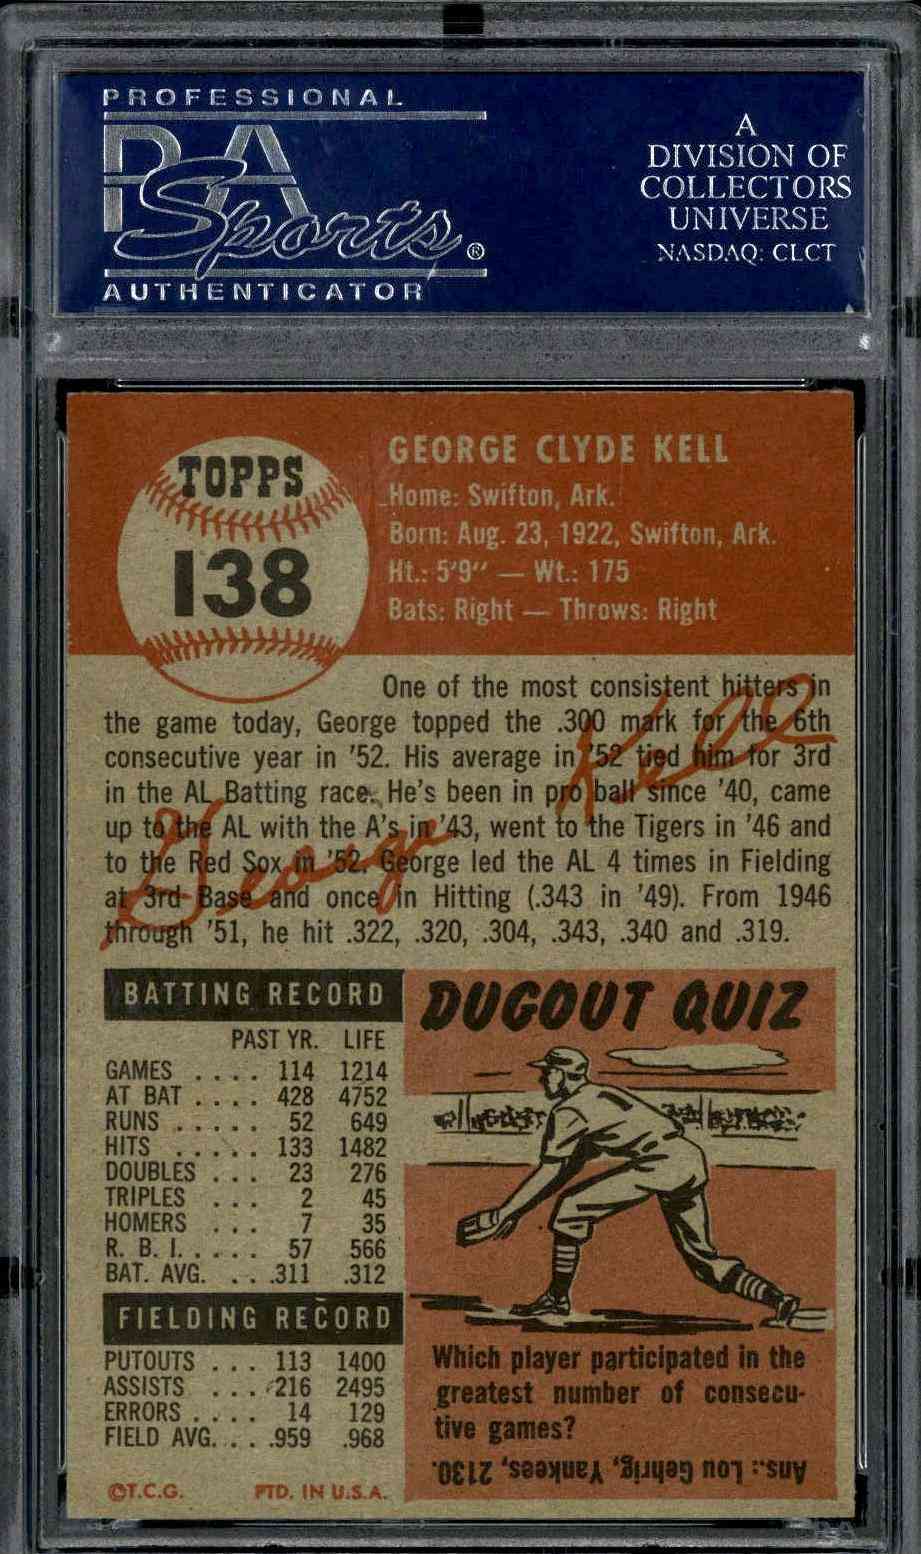 PROFESSIONAL
PSA
Sports®
AUTHENTICATOR
A
DIVISION OF
COLLECTORS
UNIVERSE
NASDAQ: CLCT
TOPPS
138
GEORGE CLYDE KELL
Home: Swifton, Ark.
Born: Aug. 23, 1922, Swifton, Ark.
Ht.: 5'9" — Wt.: 175
Bats: Right — Throws: Right
One of the most consistent hitters in
the game today, George topped the .300 mark for the 6th
consecutive year in '52. His average in '52 tied him for 3rd
in the AL Batting race. He's been in pro ball since '40, came
up to the AL with the A's in '43, went to the Tigers in '46 and
to the Red Sox in '52. George led the AL 4 times in Fielding
at 3rd Base and once in Hitting (.343 in '49). From 1946
through '51, he hit .322, .320, .304, .343, .340 and .319.
George Kell
BATTING RECORD
PAST YR. LIFE
GAMES .... 114 1214
AT BAT .... 428 4752
RUNS ..... 52 649
HITS ..... 133 1482
DOUBLES ... 23 276
TRIPLES ... 2 45
HOMERS ... 7 35
R. B. I. .... 57 566
BAT. AVG. .. .311 .312
FIELDING RECORD
PUTOUTS ... 113 1400
ASSISTS ... 216 2495
ERRORS .... 14 129
FIELD AVG. ... .959 .968
©T.C.G. PTD. IN U.S.A.
DUGOUT QUIZ
Which player participated in the
greatest number of consecu-
tive games?
Ans.: Lou Gehrig, Yankees, 2130.